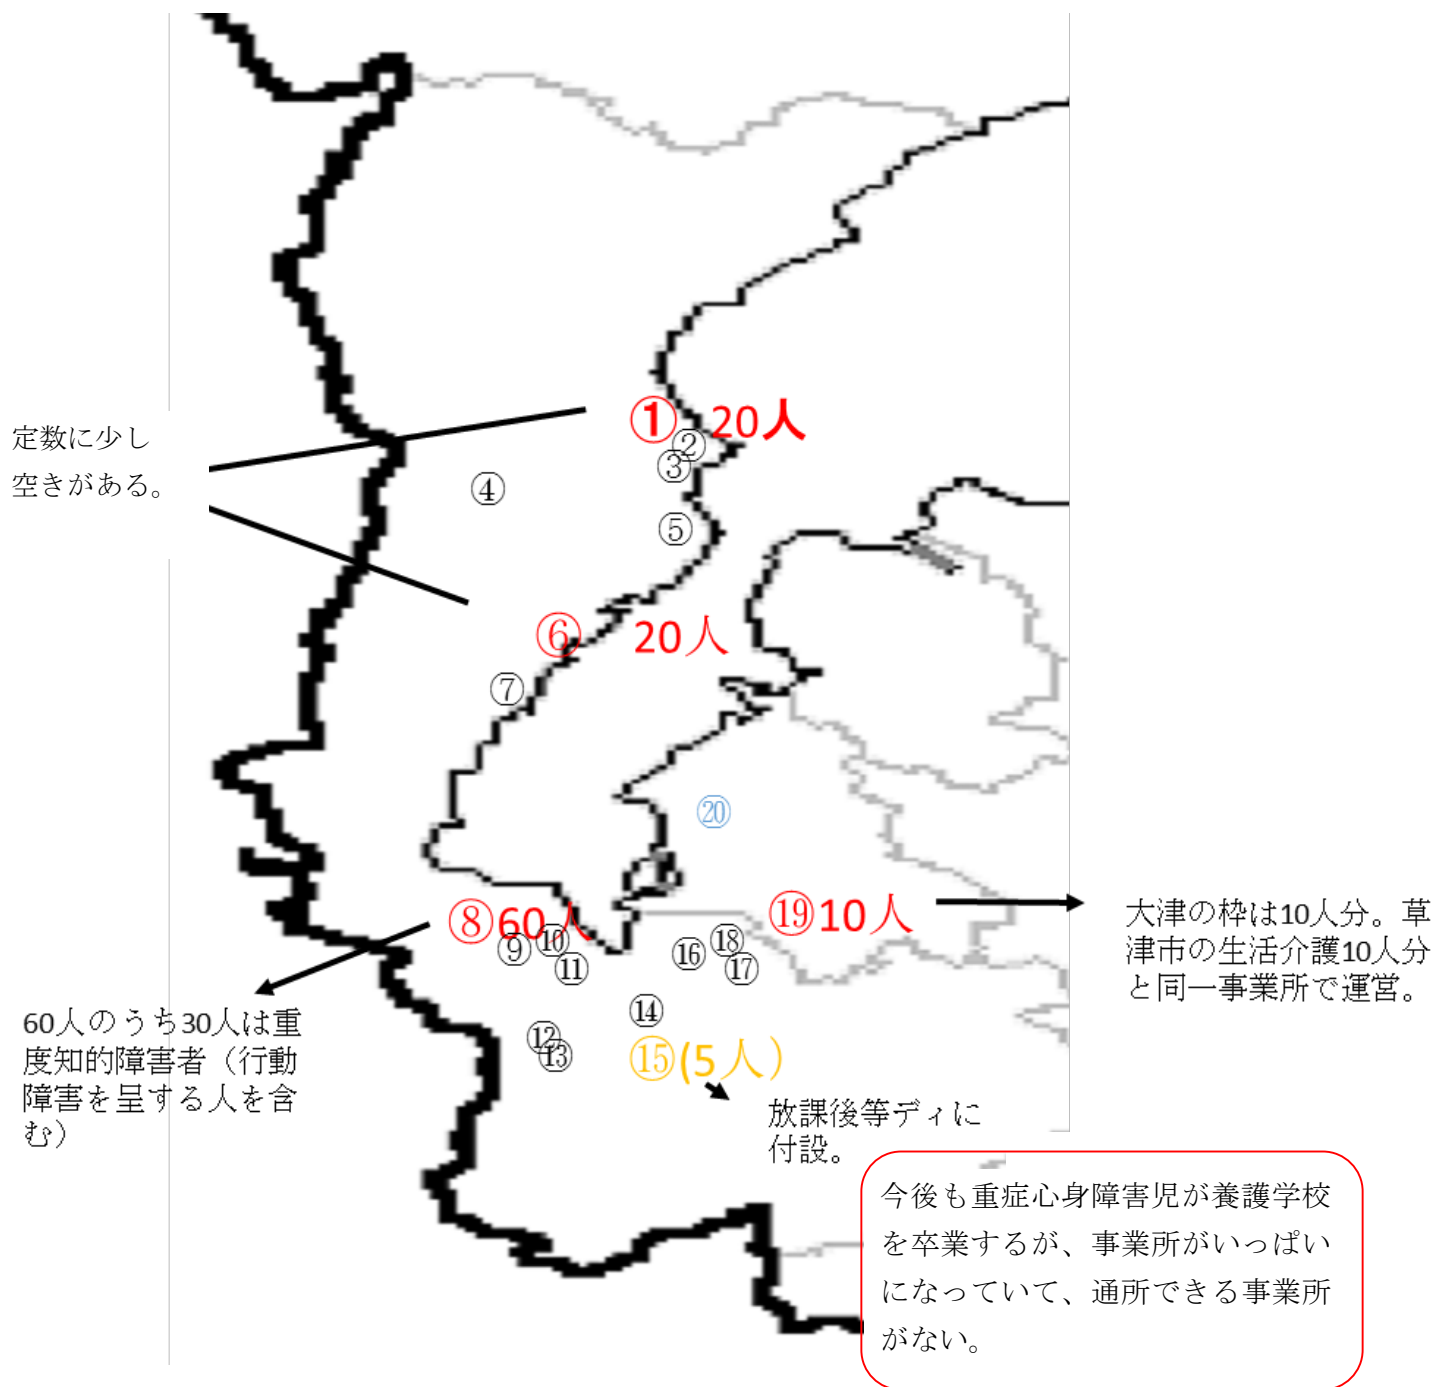 ① 20人
②
③
定数に少し
空きがある。
④
⑤
⑥ 20人
⑦
⑳
⑧60人
⑨
⑩
⑪
⑯
⑱
⑰
⑲10人
大津の枠は10人分。草
津市の生活介護10人分
と同一事業所で運営。
60人のうち30人は重
度知的障害者（行動
障害を呈する人を含
む）
⑭
⑫
⑬
⑮(5人）
放課後等ディに
付設。
今後も重症心身障害児が養護学校
を卒業するが、事業所がいっぱい
になっていて、通所できる事業所
がない。